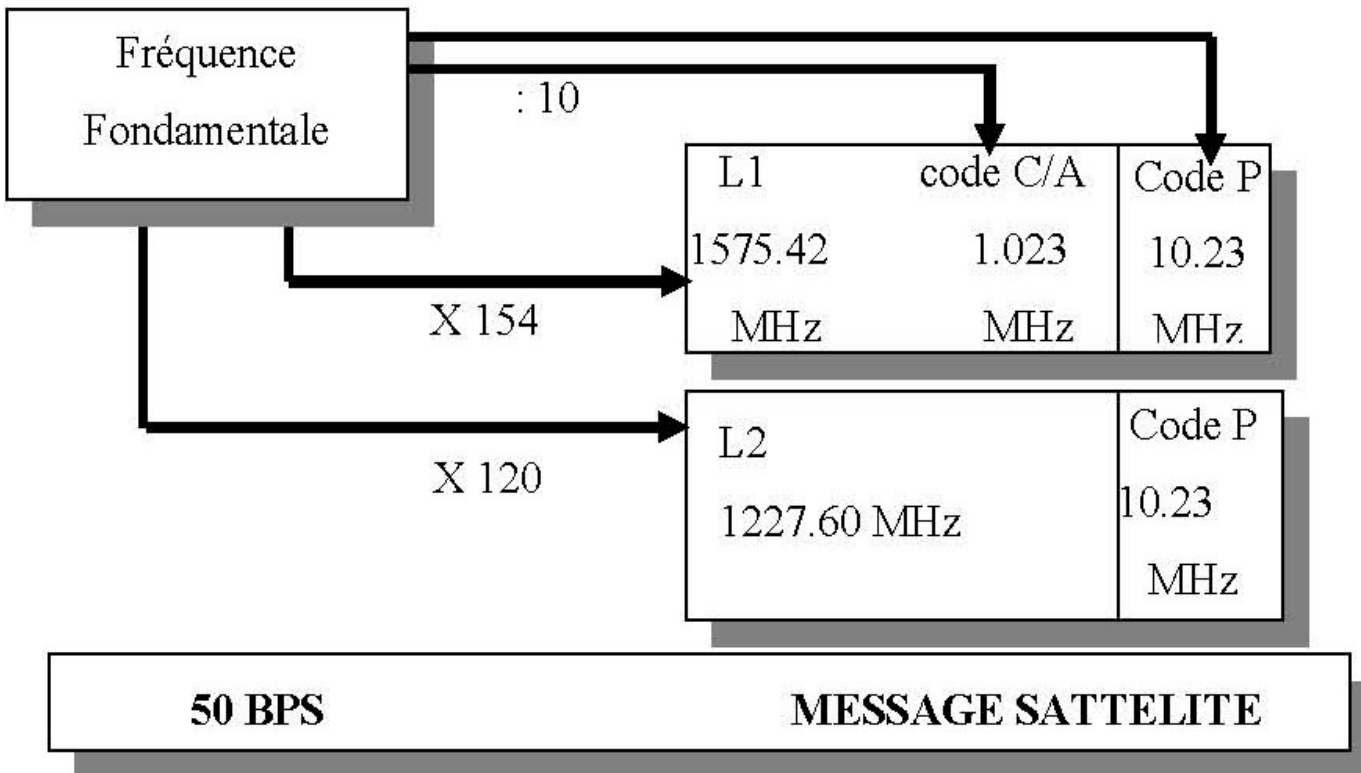 Fréquence
Fondamentale
: 10
L1 code C/A Code P
1575.42 1.023 10.23
MHz MHz MHz
X 154
L2
1227.60 MHz
Code P
10.23
MHz
X 120
50 BPS MESSAGE SATTELITE